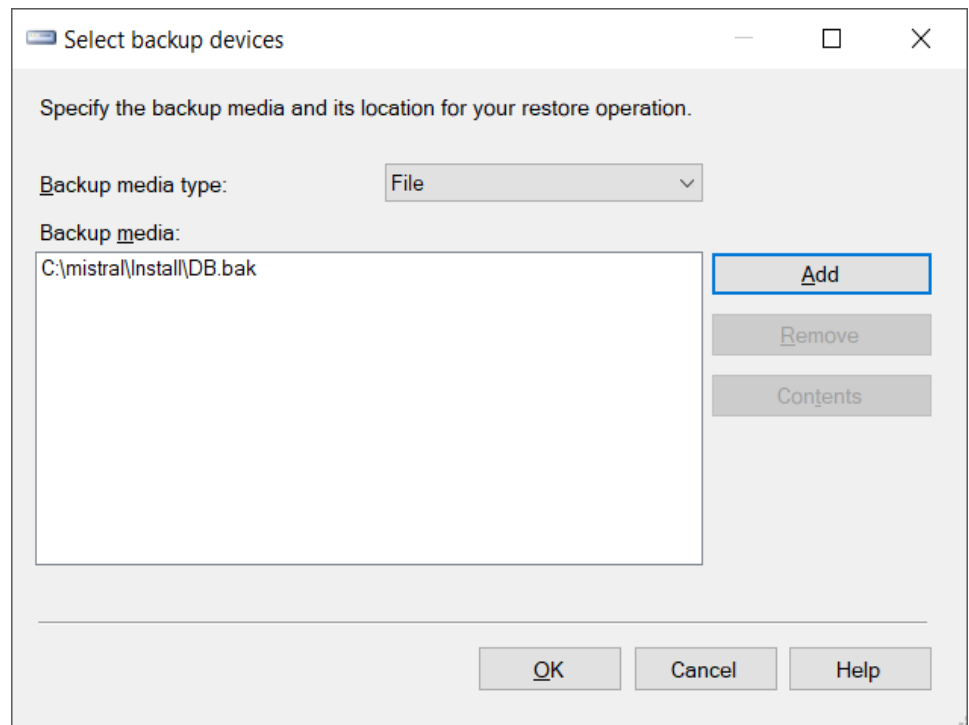 Select backup devices
Specify the backup media and its location for your restore operation.
Backup media type:
File
Backup media:
C:\mistral\Install\DB.bak
Add
Remove
Contents
OK
Cancel
Help